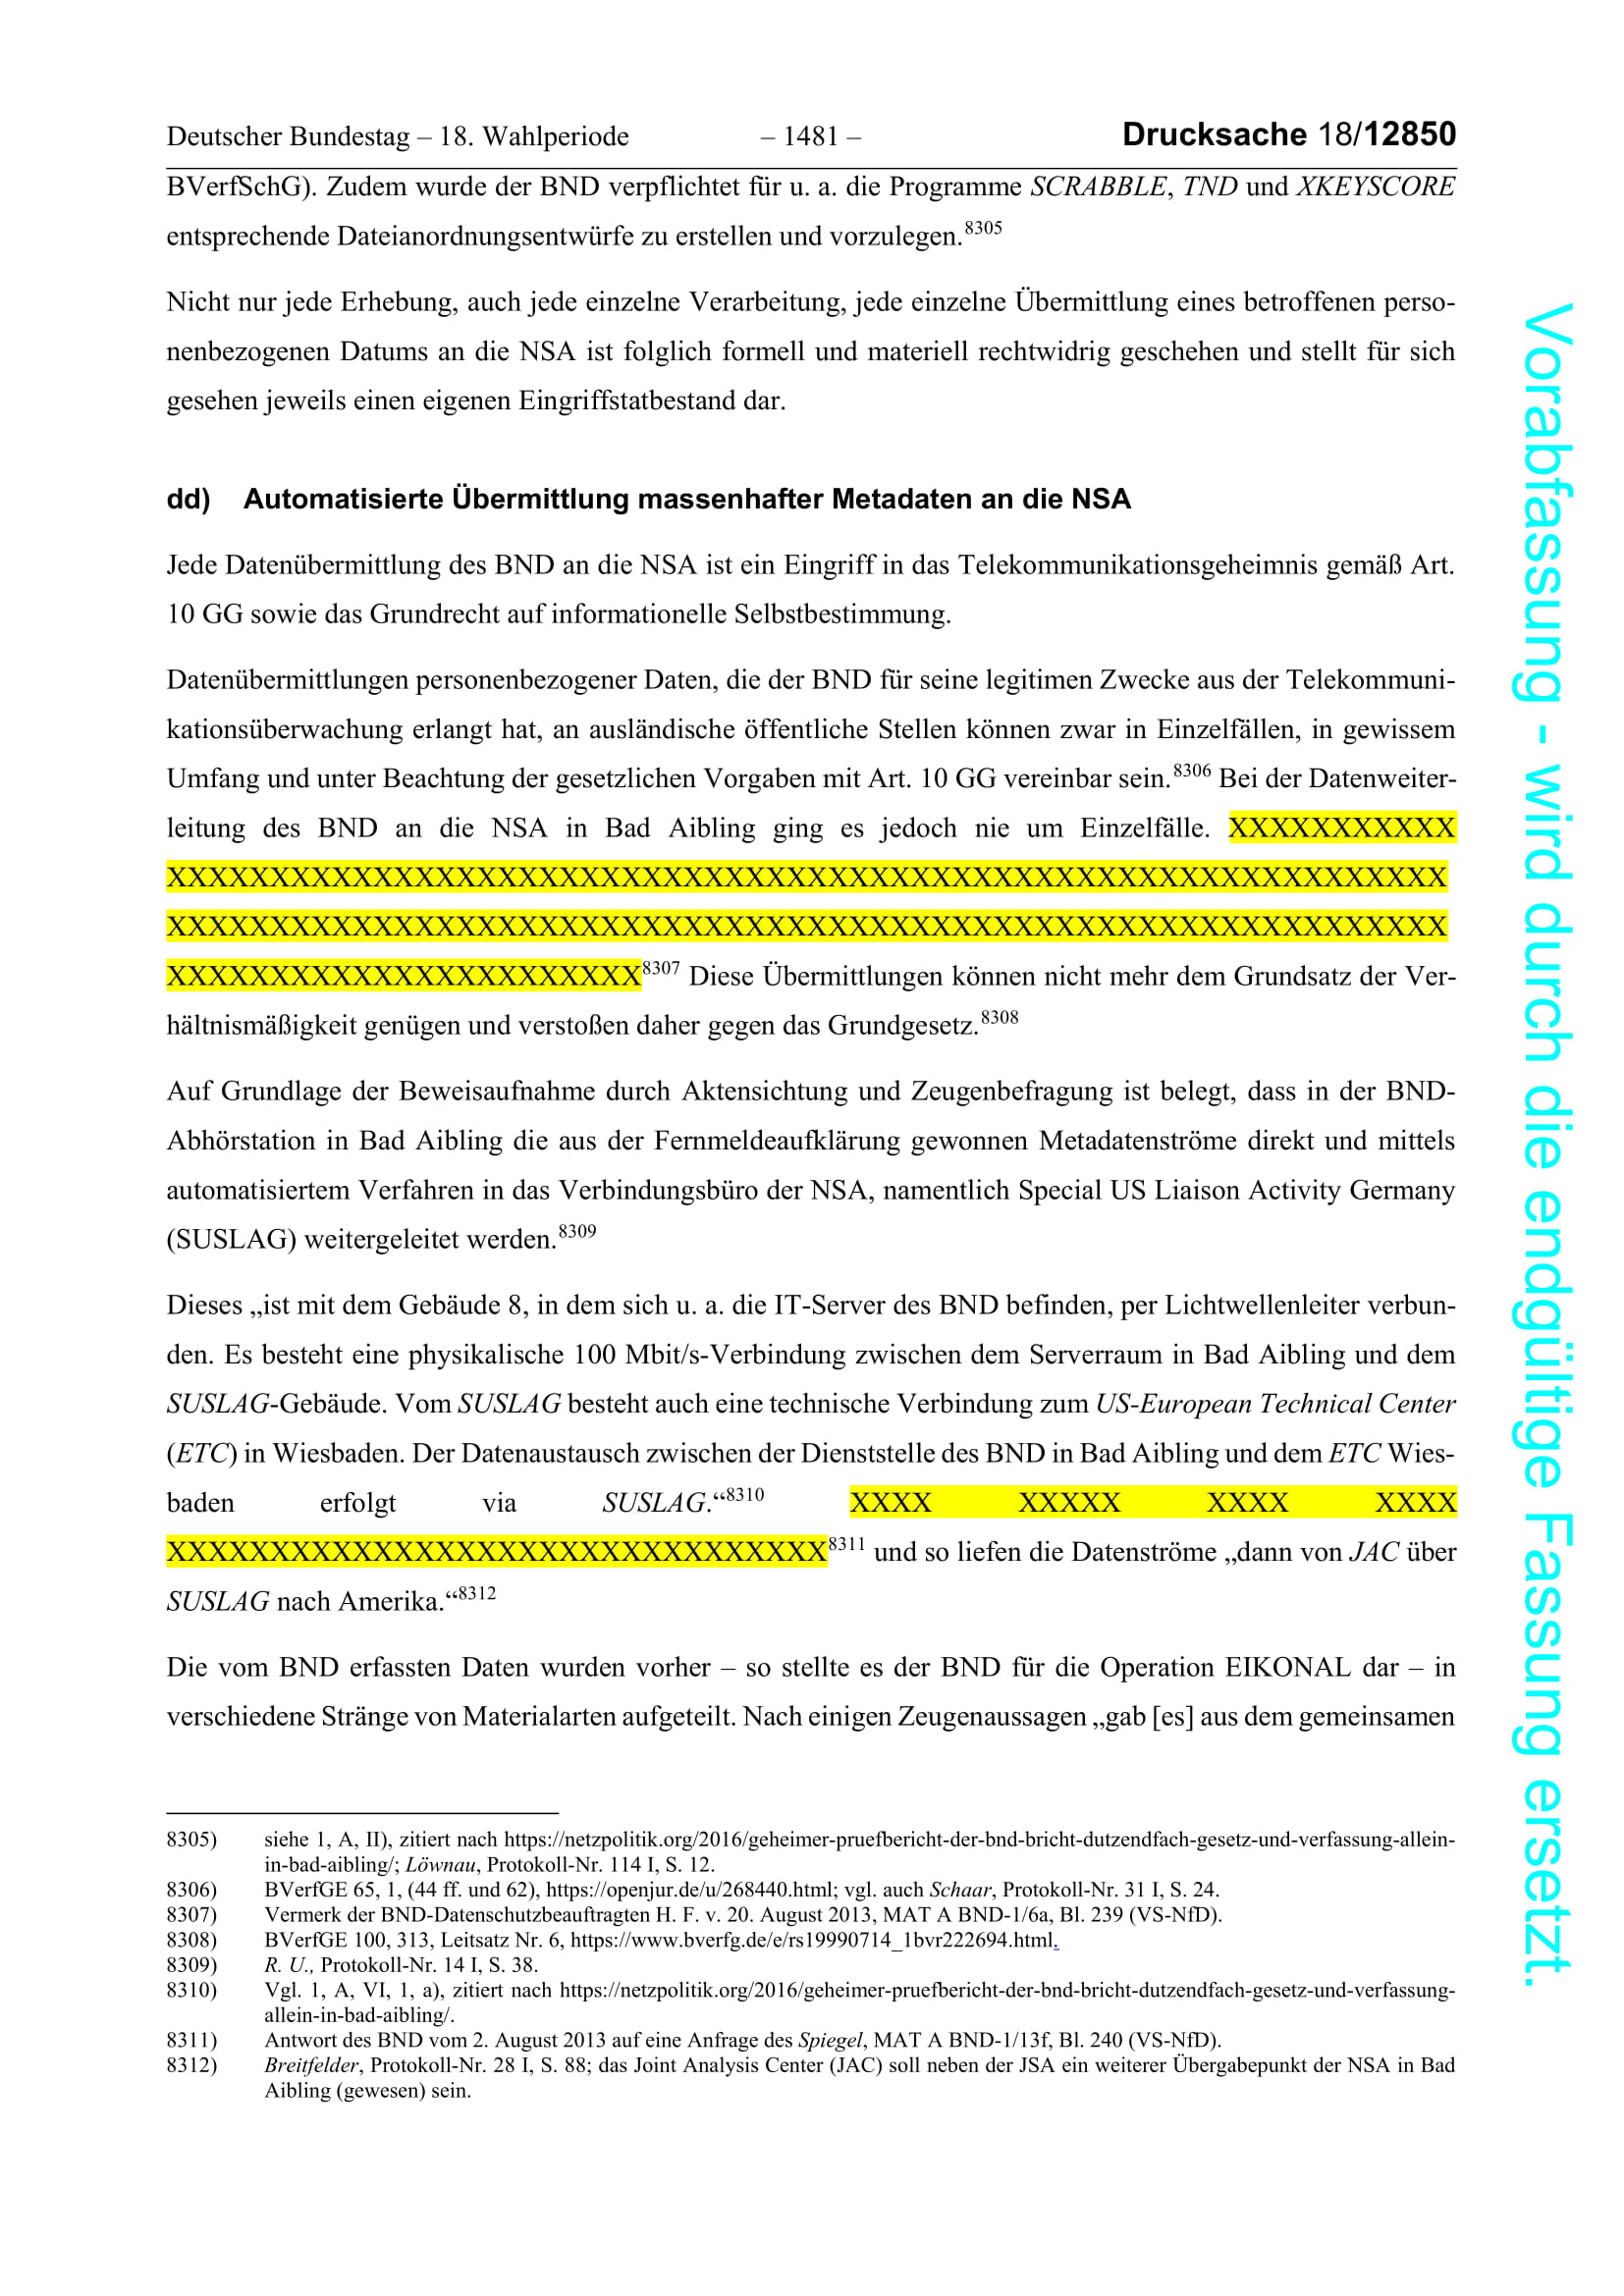 Deutscher Bundestag – 18. Wahlperiode – 1481 – Drucksache 18/12850
BVerfSchG). Zudem wurde der BND verpflichtet für u. a. die Programme SCRABBLE, TND und XKEYSCORE
entsprechende Dateianordnungsentwürfe zu erstellen und vorzulegen.8305
Nicht nur jede Erhebung, auch jede einzelne Verarbeitung, jede einzelne Übermittlung eines betroffenen perso-
nenbezogenen Datums an die NSA ist folglich formell und materiell rechtwidrig geschehen und stellt für sich
gesehen jeweils einen eigenen Eingriffstatbestand dar.
dd) Automatisierte Übermittlung massenhafter Metadaten an die NSA
Jede Datenübermittlung des BND an die NSA ist ein Eingriff in das Telekommunikationsgeheimnis gemäß Art.
10 GG sowie das Grundrecht auf informationelle Selbstbestimmung.
Datenübermittlungen personenbezogener Daten, die der BND für seine legitimen Zwecke aus der Telekommuni-
kationsüberwachung erlangt hat, an ausländische öffentliche Stellen können zwar in Einzelfällen, in gewissem
Umfang und unter Beachtung der gesetzlichen Vorgaben mit Art. 10 GG vereinbar sein.8306 Bei der Datenweiter-
leitung des BND an die NSA in Bad Aibling ging es jedoch nie um Einzelfälle. XXXXXXXXXXX
XXXXXXXXXXXXXXXXXXXXXXXXXXXXXXXXXXXXXXXXXXXXXXXXXXXXXXXXXXXXXX
XXXXXXXXXXXXXXXXXXXXXXXXXXXXXXXXXXXXXXXXXXXXXXXXXXXXXXXXXXXXXX
XXXXXXXXXXXXXXXXXXXXXXX8307 Diese Übermittlungen können nicht mehr dem Grundsatz der Ver-
hältnismäßigkeit genügen und verstoßen daher gegen das Grundgesetz.8308
Auf Grundlage der Beweisaufnahme durch Aktensichtung und Zeugenbefragung ist belegt, dass in der BND-
Abhörstation in Bad Aibling die aus der Fernmeldeaufklärung gewonnen Metadatenströme direkt und mittels
automatisiertem Verfahren in das Verbindungsbüro der NSA, namentlich Special US Liaison Activity Germany
(SUSLAG) weitergeleitet werden.8309
Dieses „ist mit dem Gebäude 8, in dem sich u. a. die IT-Server des BND befinden, per Lichtwellenleiter verbun-
den. Es besteht eine physikalische 100 Mbit/s-Verbindung zwischen dem Serverraum in Bad Aibling und dem
SUSLAG-Gebäude. Vom SUSLAG besteht auch eine technische Verbindung zum US-European Technical Center
(ETC) in Wiesbaden. Der Datenaustausch zwischen der Dienststelle des BND in Bad Aibling und dem ETC Wies-
baden erfolgt via SUSLAG.“8310 XXXX XXXXX XXXX XXXX
XXXXXXXXXXXXXXXXXXXXXXXXXXXXXXXX8311 und so liefen die Datenströme „dann von JAC über
SUSLAG nach Amerika.“8312
Die vom BND erfassten Daten wurden vorher – so stellte es der BND für die Operation EIKONAL dar – in
verschiedene Stränge von Materialarten aufgeteilt. Nach einigen Zeugenaussagen „gab [es] aus dem gemeinsamen
8305) siehe 1, A, II), zitiert nach https://netzpolitik.org/2016/geheimer-pruefbericht-der-bnd-bricht-dutzendfach-gesetz-und-verfassung-allein-
in-bad-aibling/; Löwnau, Protokoll-Nr. 114 I, S. 12.
8306) BVerfGE 65, 1, (44 ff. und 62), https://openjur.de/u/268440.html; vgl. auch Schaar, Protokoll-Nr. 31 I, S. 24.
8307) Vermerk der BND-Datenschutzbeauftragten H. F. v. 20. August 2013, MAT A BND-1/6a, Bl. 239 (VS-NfD).
8308) BVerfGE 100, 313, Leitsatz Nr. 6, https://www.bverfg.de/e/rs19990714_1bvr222694.html.
8309) R. U., Protokoll-Nr. 14 I, S. 38.
8310) Vgl. 1, A, VI, 1, a), zitiert nach https://netzpolitik.org/2016/geheimer-pruefbericht-der-bnd-bricht-dutzendfach-gesetz-und-verfassung-
allein-in-bad-aibling/.
8311) Antwort des BND vom 2. August 2013 auf eine Anfrage des Spiegel, MAT A BND-1/13f, Bl. 240 (VS-NfD).
8312) Breitfelder, Protokoll-Nr. 28 I, S. 88; das Joint Analysis Center (JAC) soll neben der JSA ein weiterer Übergabepunkt der NSA in Bad
Aibling (gewesen) sein.
Vorabfassung - wird durch die endgültige Fassung ersetzt.